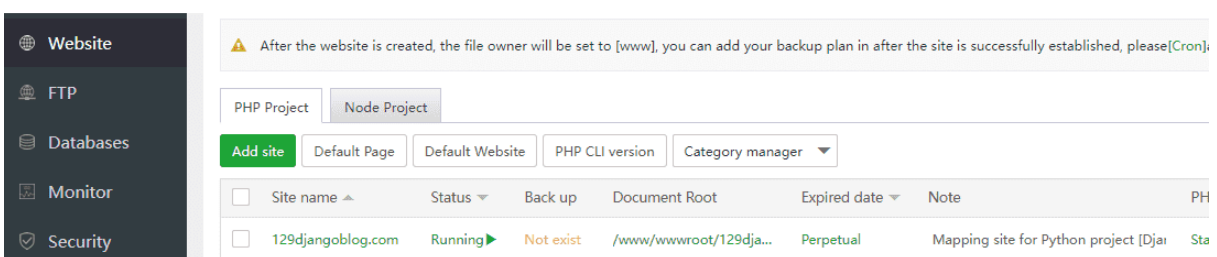 Website
FTP
Databases
Monitor
Security
After the website is created, the file owner will be set to [www], you can add your backup plan in after the site is successfully established, please[Cron]a
PHP Project Node Project
Add site Default Page Default Website PHP CLI version Category manager
Site name Status Back up Document Root Expired date Note PH
129djangoblog.com Running Not exist /www/wwwroot/129dja... Perpetual Mapping site for Python project [Djan Sta